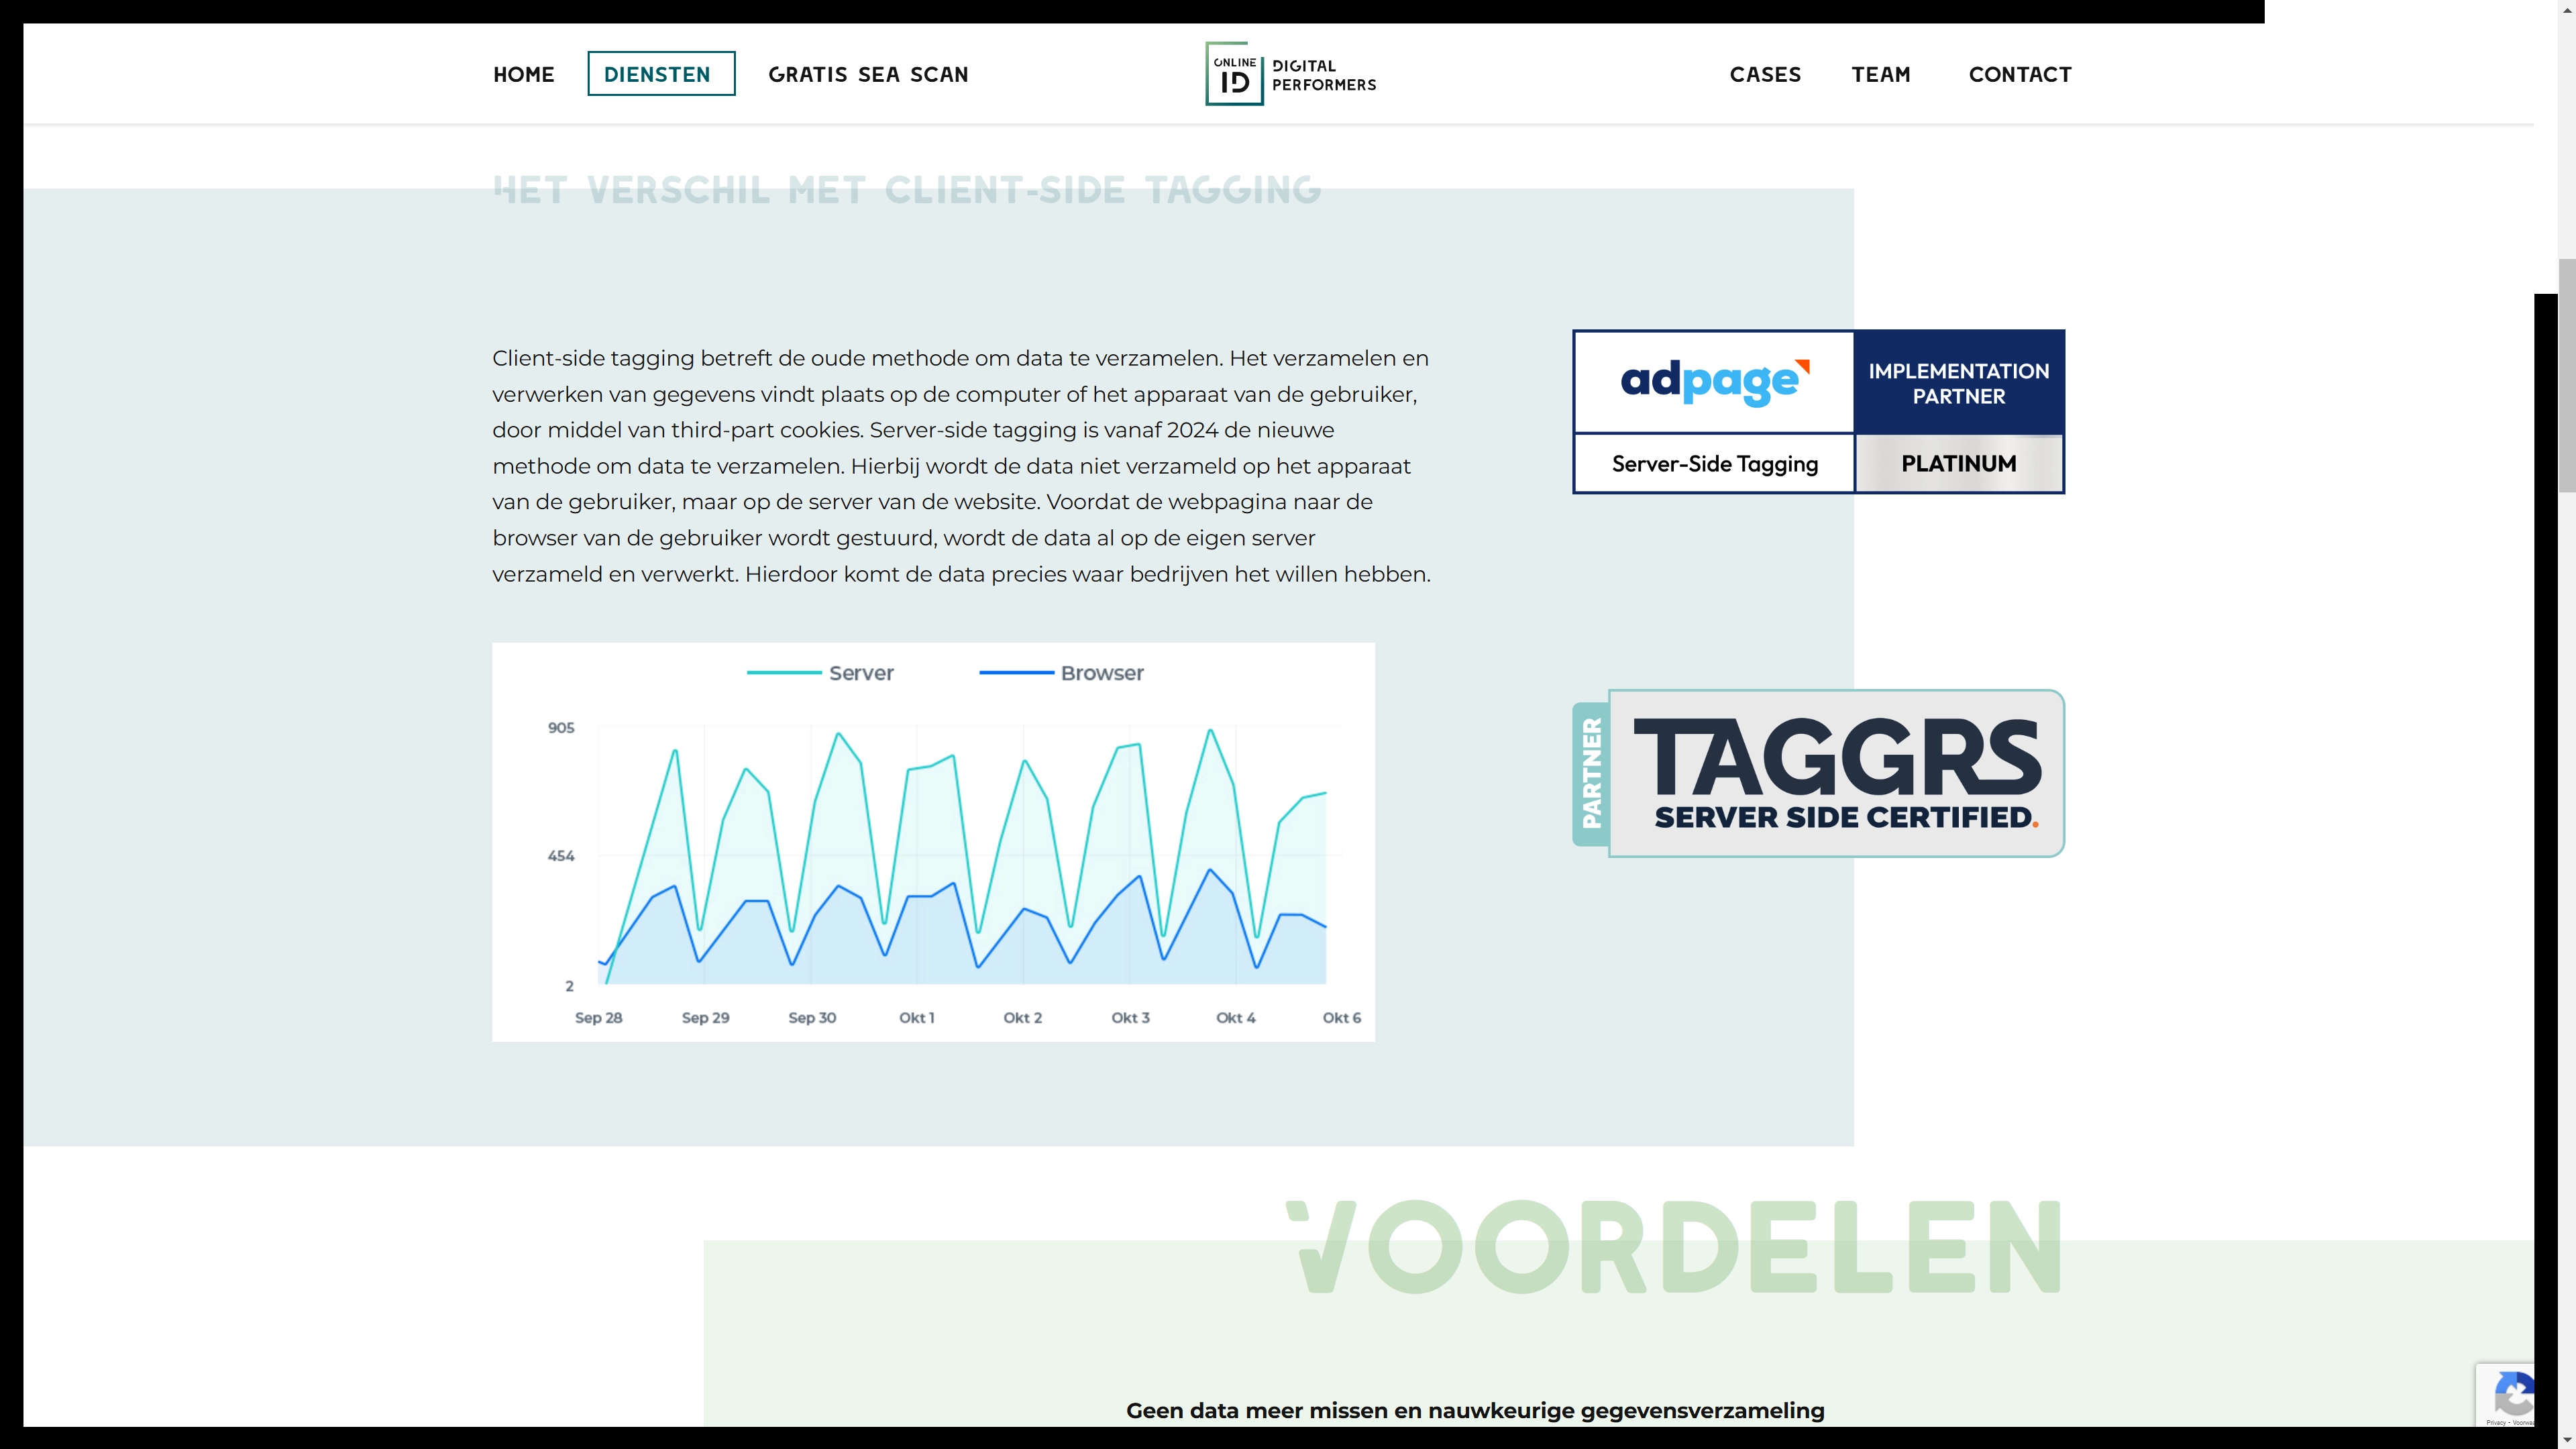 HOME
DIENSTEN
GRATIS SEA SCAN
ONLINE
ID
DIGITAL
PERFORMERS
CASES
TEAM
CONTACT
HET VERSCHIL MET CLIENT-SIDE TAGGING
Client-side tagging betreft de oude methode om data te verzamelen. Het verzamelen en
verwerken van gegevens vindt plaats op de computer of het apparaat van de gebruiker,
door middel van third-part cookies. Server-side tagging is vanaf 2024 de nieuwe
methode om data te verzamelen. Hierbij wordt de data niet verzameld op het apparaat
van de gebruiker, maar op de server van de website. Voordat de webpagina naar de
browser van de gebruiker wordt gestuurd, wordt de data al op de eigen server
verzameld en verwerkt. Hierdoor komt de data precies waar bedrijven het willen hebben.
adpage
IMPLEMENTATION
PARTNER
Server-Side Tagging
PLATINUM
Server
Browser
905
454
2
Sep 28
Sep 29
Sep 30
Okt 1
Okt 2
Okt 3
Okt 4
Okt 6
PARTNER
TAGGRS
SERVER SIDE CERTIFIED.
VOORDELEN
Geen data meer missen en nauwkeurige gegevensverzameling
Privacy -